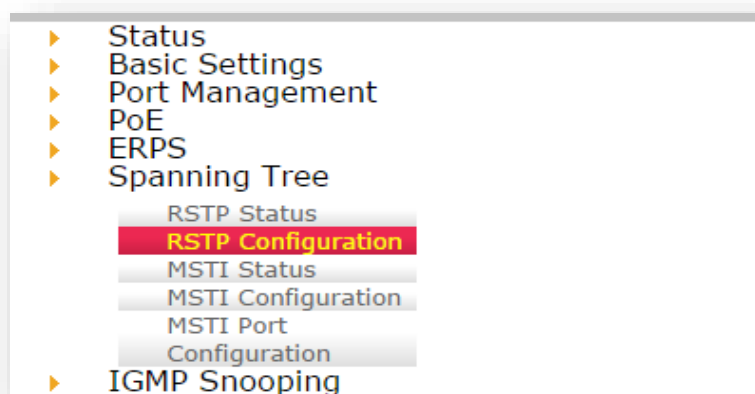 Status
Basic Settings
Port Management
PoE
ERPS
Spanning Tree
RSTP Status
RSTP Configuration
MSTI Status
MSTI Configuration
MSTI Port
Configuration
IGMP Snooping